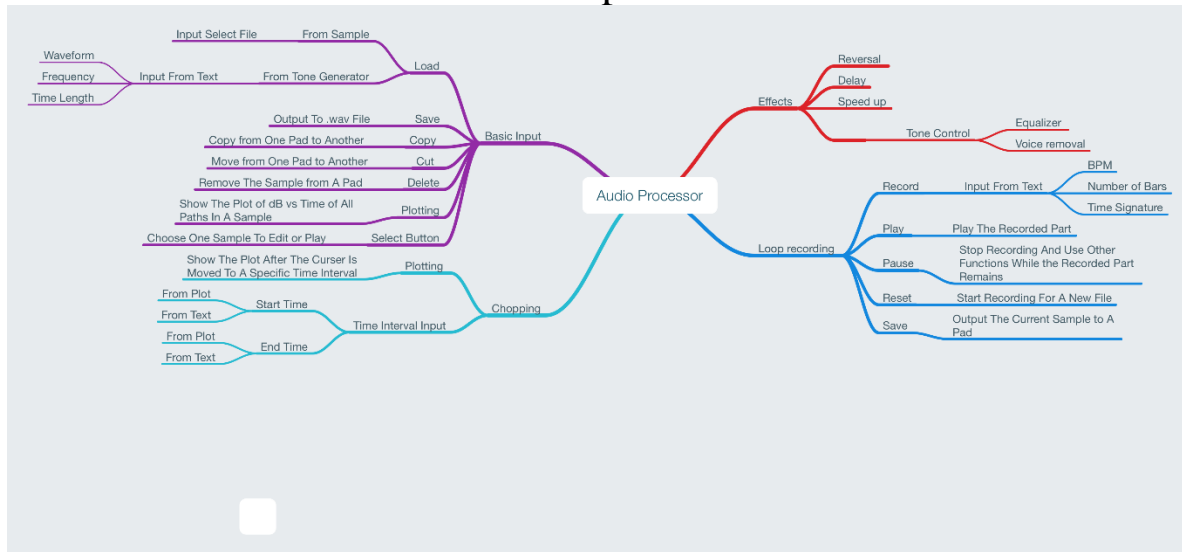 Audio Processor
Basic Input
Load
From Sample
Input Select File
From Tone Generator
Input From Text
Waveform
Frequency
Time Length
Save
Output To .wav File
Copy
Copy from One Pad to Another
Cut
Move from One Pad to Another
Delete
Remove The Sample from A Pad
Plotting
Show The Plot of dB vs Time of All
Paths In A Sample
Select Button
Choose One Sample To Edit or Play
Chopping
Plotting
Show The Plot After The Curser Is
Moved To A Specific Time Interval
Time Interval Input
Start Time
From Plot
From Text
End Time
From Plot
From Text
Effects
Reversal
Delay
Speed up
Tone Control
Equalizer
Voice removal
Loop recording
Record
Input From Text
BPM
Number of Bars
Time Signature
Play
Play The Recorded Part
Pause
Stop Recording And Use Other
Functions While the Recorded Part
Remains
Reset
Start Recording For A New File
Save
Output The Current Sample to A
Pad